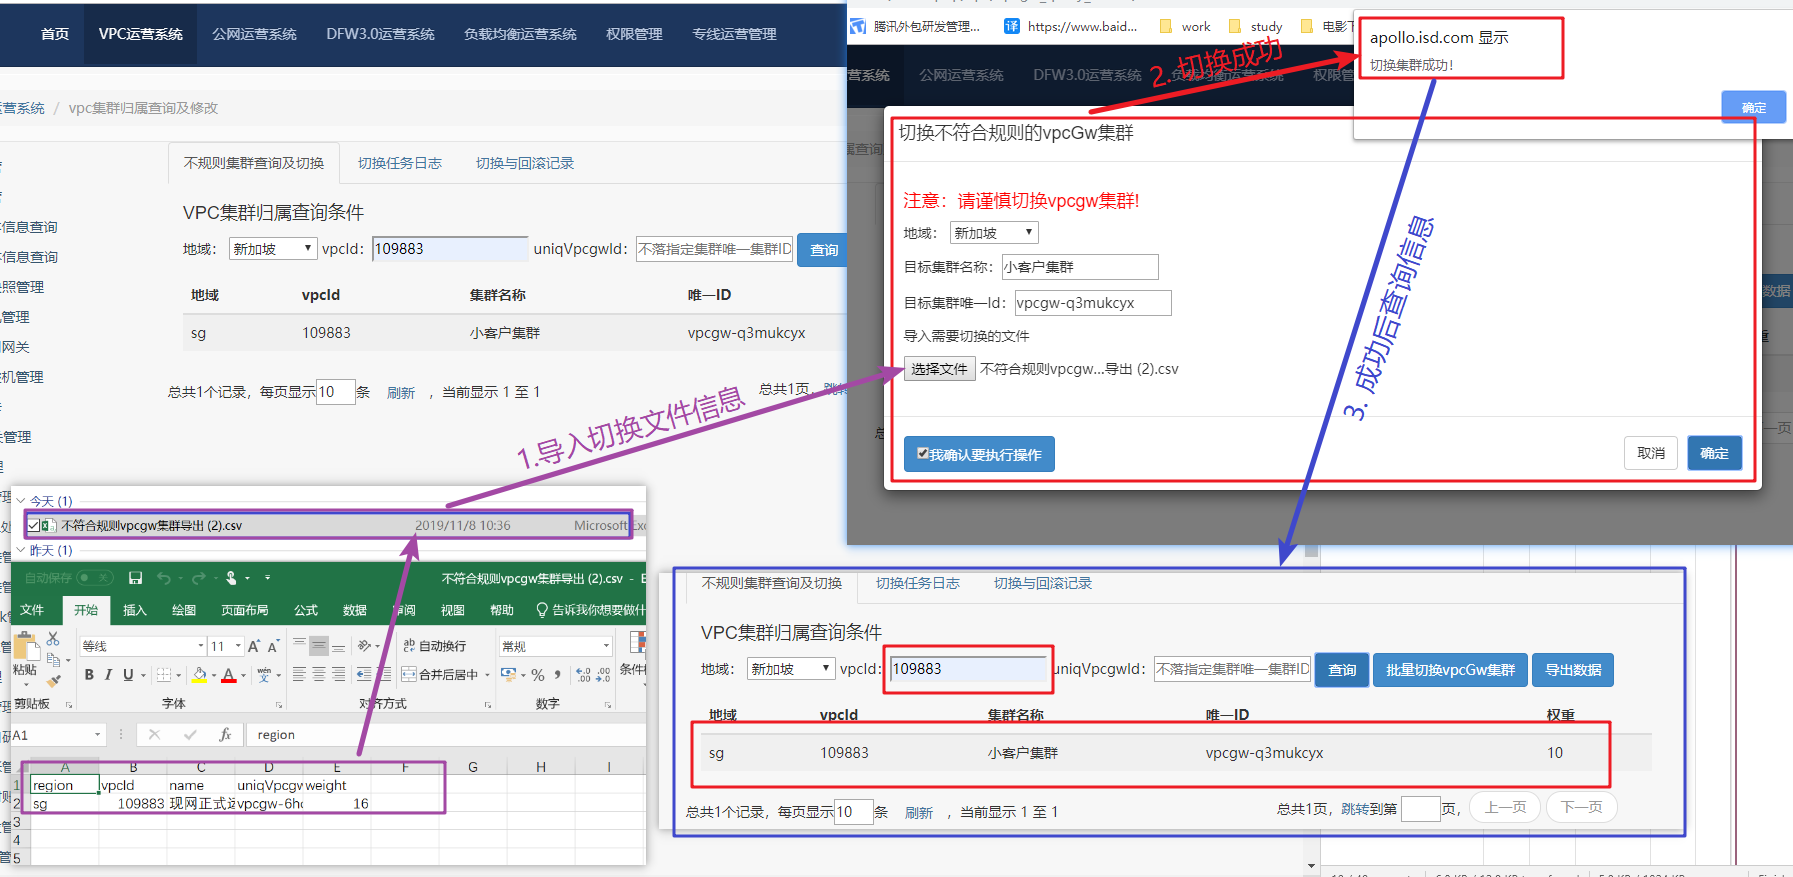 首页 VPC运营系统 公网运营系统 DFW3.0运营系统 负载均衡运营系统 权限管理 专线运营管理
运营系统 / vpc集群归属查询及修改
不规则集群查询及切换 切换任务日志 切换与回滚记录
VPC集群归属查询条件
地域： 新加坡 vpcId： 109883 uniqVpcgwId： 不落指定集群唯一集群ID 查询
地域 vpcId 集群名称 唯一ID
sg 109883 小客户集群 vpcgw-q3mukcyx
总共1个记录，每页显示 10 条 刷新 ，当前显示 1 至 1 总共1页，跳转
信息查询
信息查询
照管理
管理
网关
机管理
管理
1.导入切换文件信息
今天 (1)
不符合规则vpcgw集群导出 (2).csv 2019/11/8 10:36 Microsoft Exc
昨天 (1)
自动保存 关 不符合规则vpcgw集群导出 (2).csv - E
文件 开始 插入 绘图 页面布局 公式 数据 审阅 视图 帮助 告诉我你想要做什
粘贴 等线 11 自动换行 常规 条件格
B I U 合并后居中
剪贴板 字体 对齐方式 数字
A1 fx region
A B C D E F G H I
1 region vpcId name uniqVpcgw weight
2 sg 109883 现网正式运 vpcgw-6ho 16
3
4
5
腾讯外包研发管理... https://www.baid... work study 电影下
营系统 公网运营系统 DFW3.0运营系统 负载均衡运营系统 权限管
2. 切换成功
apollo.isd.com 显示
切换集群成功!
确定
切换不符合规则的vpcGw集群
属查询
注意：请谨慎切换vpcgw集群!
地域： 新加坡
目标集群名称： 小客户集群
目标集群唯一Id： vpcgw-q3mukcyx
导入需要切换的文件
选择文件 不符合规则vpcgw...导出 (2).csv
我确认要执行操作 取消 确定
数据
重
一页
3. 成功后查询信息
不规则集群查询及切换 切换任务日志 切换与回滚记录
VPC集群归属查询条件
地域： 新加坡 vpcId： 109883 uniqVpcgwId： 不落指定集群唯一集群ID 查询 批量切换vpcGw集群 导出数据
地域 vpcId 集群名称 唯一ID 权重
sg 109883 小客户集群 vpcgw-q3mukcyx 10
总共1个记录，每页显示 10 条 刷新 ，当前显示 1 至 1 总共1页，跳转到第 页， 上一页 下一页